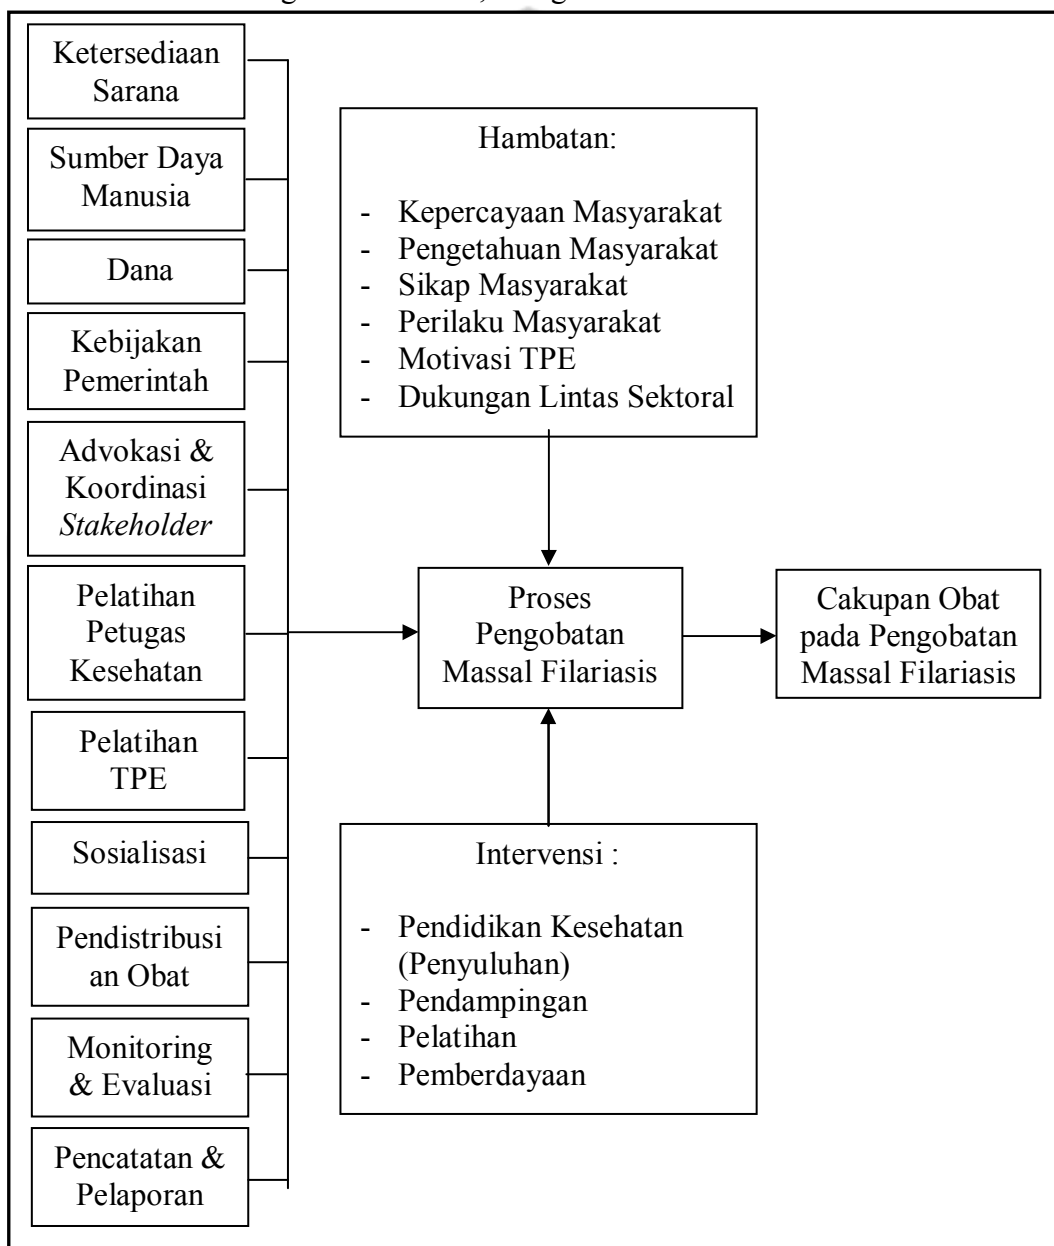 Ketersediaan
Sarana
Sumber Daya
Manusia
Dana
Kebijakan
Pemerintah
Advokasi &
Koordinasi
Stakeholder
Pelatihan
Petugas
Kesehatan
Pelatihan
TPE
Sosialisasi
Pendistribusi
an Obat
Monitoring
& Evaluasi
Pencatatan &
Pelaporan
Hambatan:
- Kepercayaan Masyarakat
- Pengetahuan Masyarakat
- Sikap Masyarakat
- Perilaku Masyarakat
- Motivasi TPE
- Dukungan Lintas Sektoral
Proses
Pengobatan
Massal Filariasis
Cakupan Obat
pada Pengobatan
Massal Filariasis
Intervensi :
- Pendidikan Kesehatan
(Penyuluhan)
- Pendampingan
- Pelatihan
- Pemberdayaan